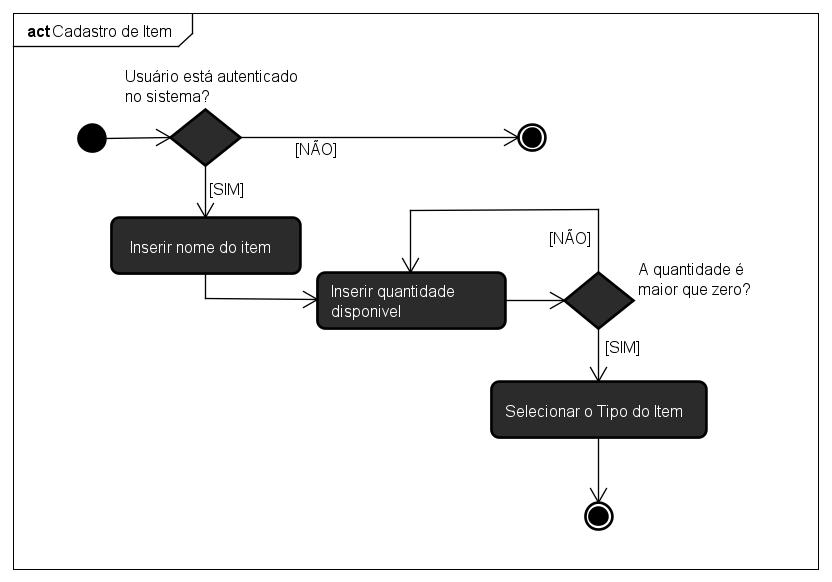 act Cadastro de Item
Usuário está autenticado
no sistema?
[NÃO]
[SIM]
Inserir nome do item
[NÃO]
A quantidade é
maior que zero?
Inserir quantidade
disponivel
[SIM]
Selecionar o Tipo do Item